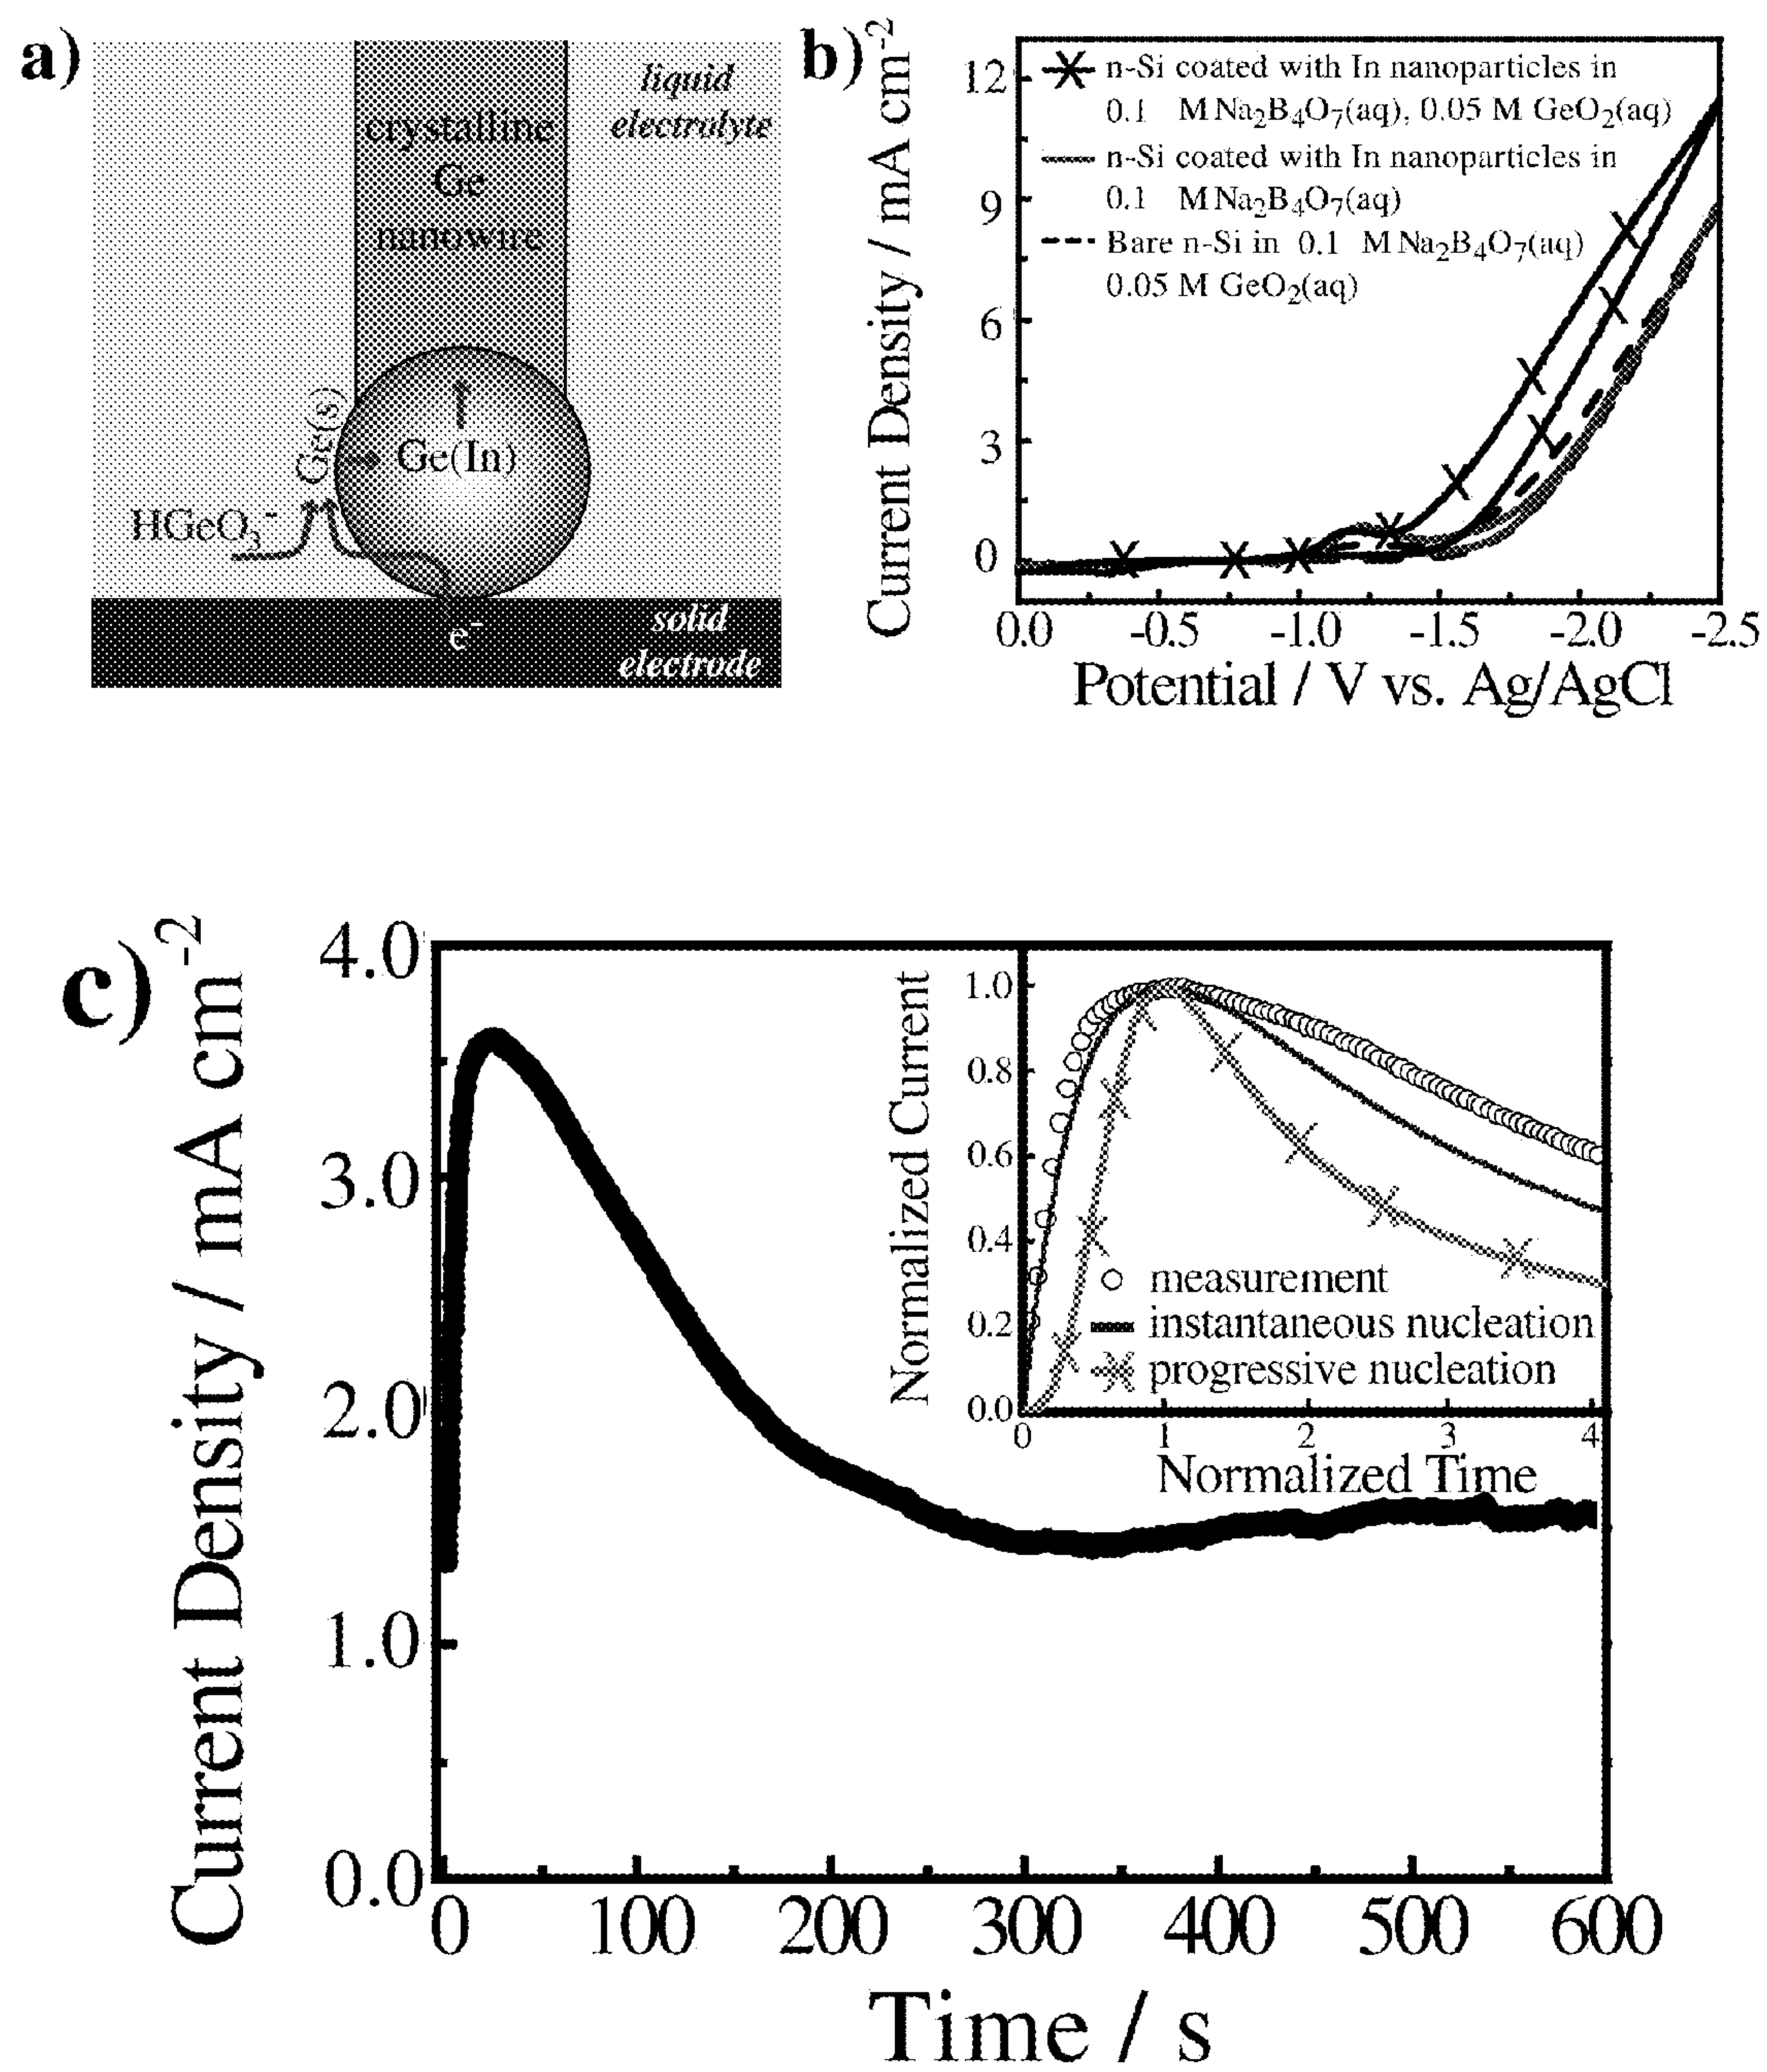 a)
liquid
electrolyte
crystalline
Ge
nanowire
Ge(s)
Ge(In)
HGeO3-
e-
solid
electrode
b)
Current Density / mA cm-2
12
9
6
3
0
n-Si coated with In nanoparticles in
0.1 M Na2B4O7(aq), 0.05 M GeO2(aq)
n-Si coated with In nanoparticles in
0.1 M Na2B4O7(aq)
Bare n-Si in 0.1 M Na2B4O7(aq)
0.05 M GeO2(aq)
0.0 -0.5 -1.0 -1.5 -2.0 -2.5
Potential / V vs. Ag/AgCl
c)
Current Density / mA cm-2
4.0
3.0
2.0
1.0
0.0
Normalized Current
1.0
0.8
0.6
0.4
0.2
0.0
measurement
instantaneous nucleation
progressive nucleation
0 1 2 3 4
Normalized Time
0 100 200 300 400 500 600
Time / s